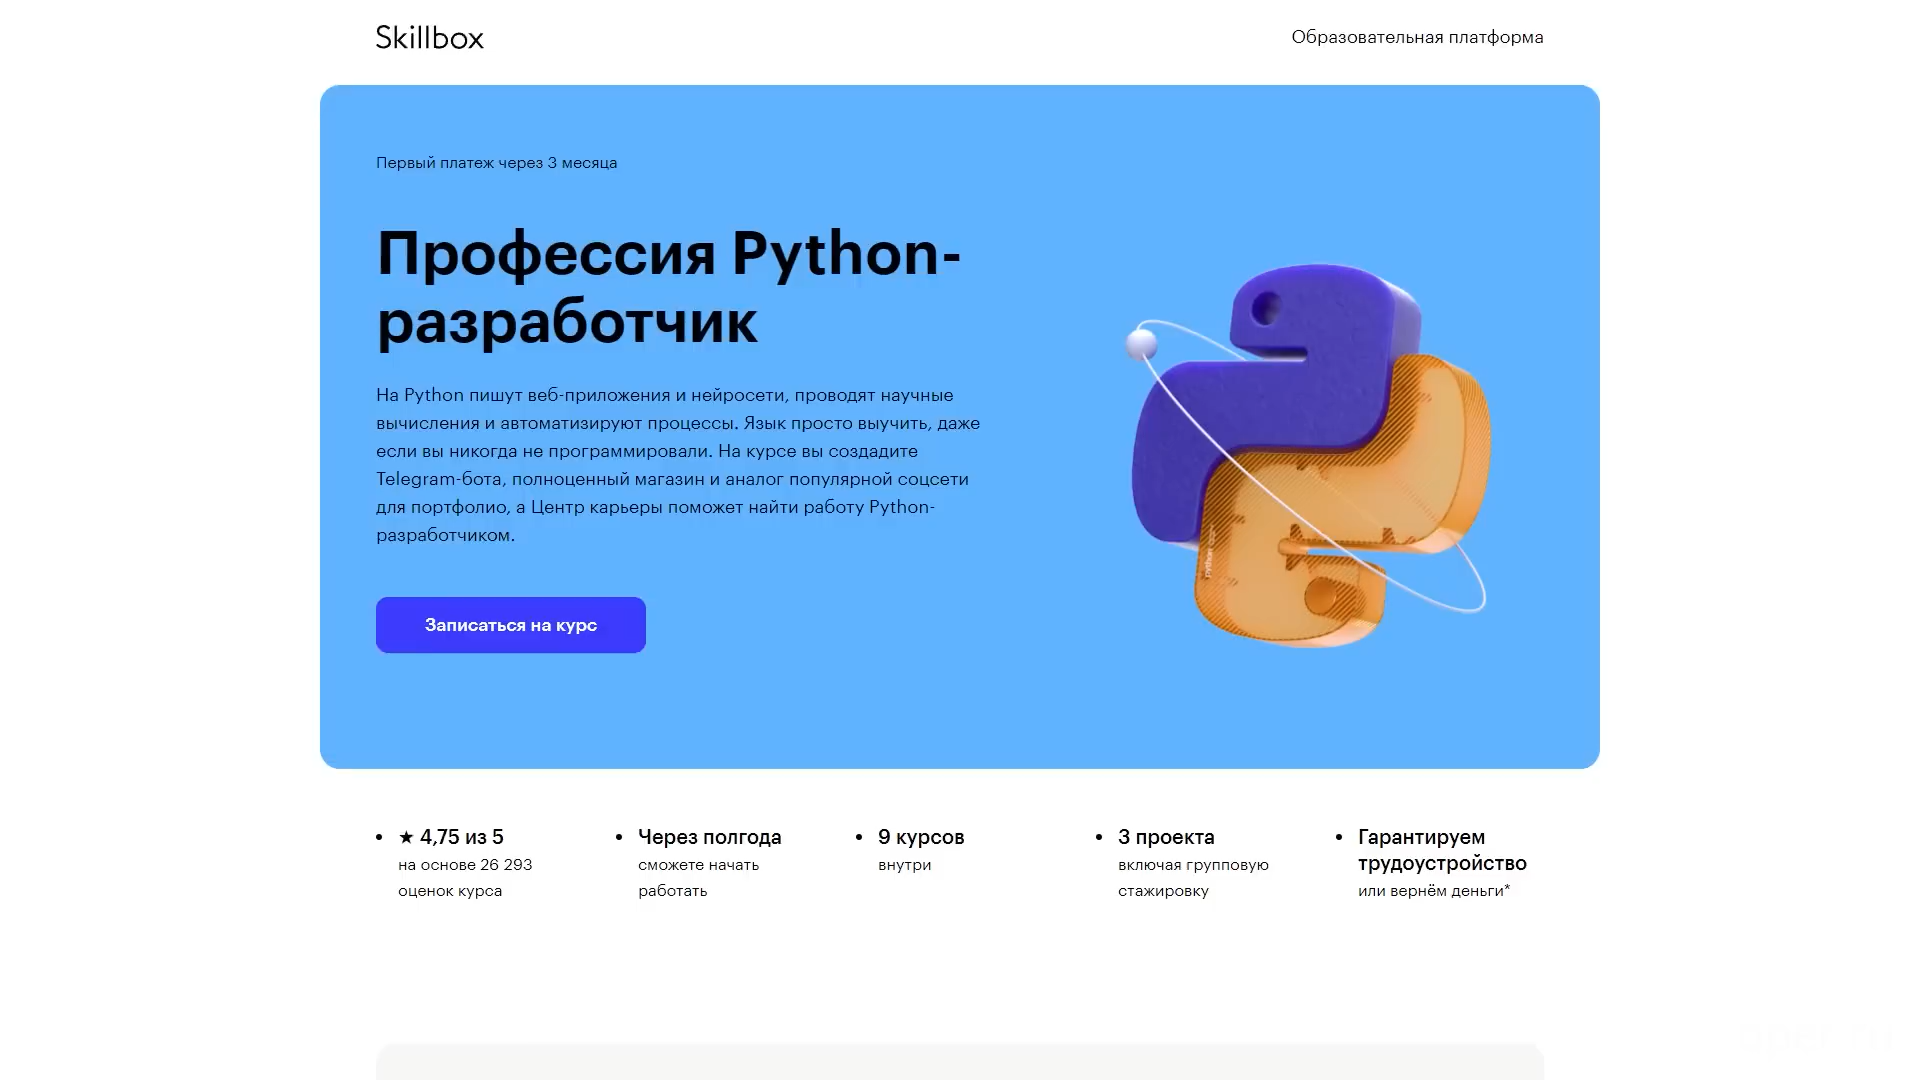 Skillbox
Образовательная платформа
Первый платеж через 3 месяца
Профессия Python-
разработчик
На Python пишут веб-приложения и нейросети, проводят научные
вычисления и автоматизируют процессы. Язык просто выучить, даже
если вы никогда не программировали. На курсе вы создадите
Telegram-бота, полноценный магазин и аналог популярной соцсети
для портфолио, а Центр карьеры поможет найти работу Python-
разработчиком.
Записаться на курс
★ 4,75 из 5
на основе 26 293
оценок курса
Через полгода
сможете начать
работать
9 курсов
внутри
3 проекта
включая групповую
стажировку
Гарантируем
трудоустройство
или вернём деньги*